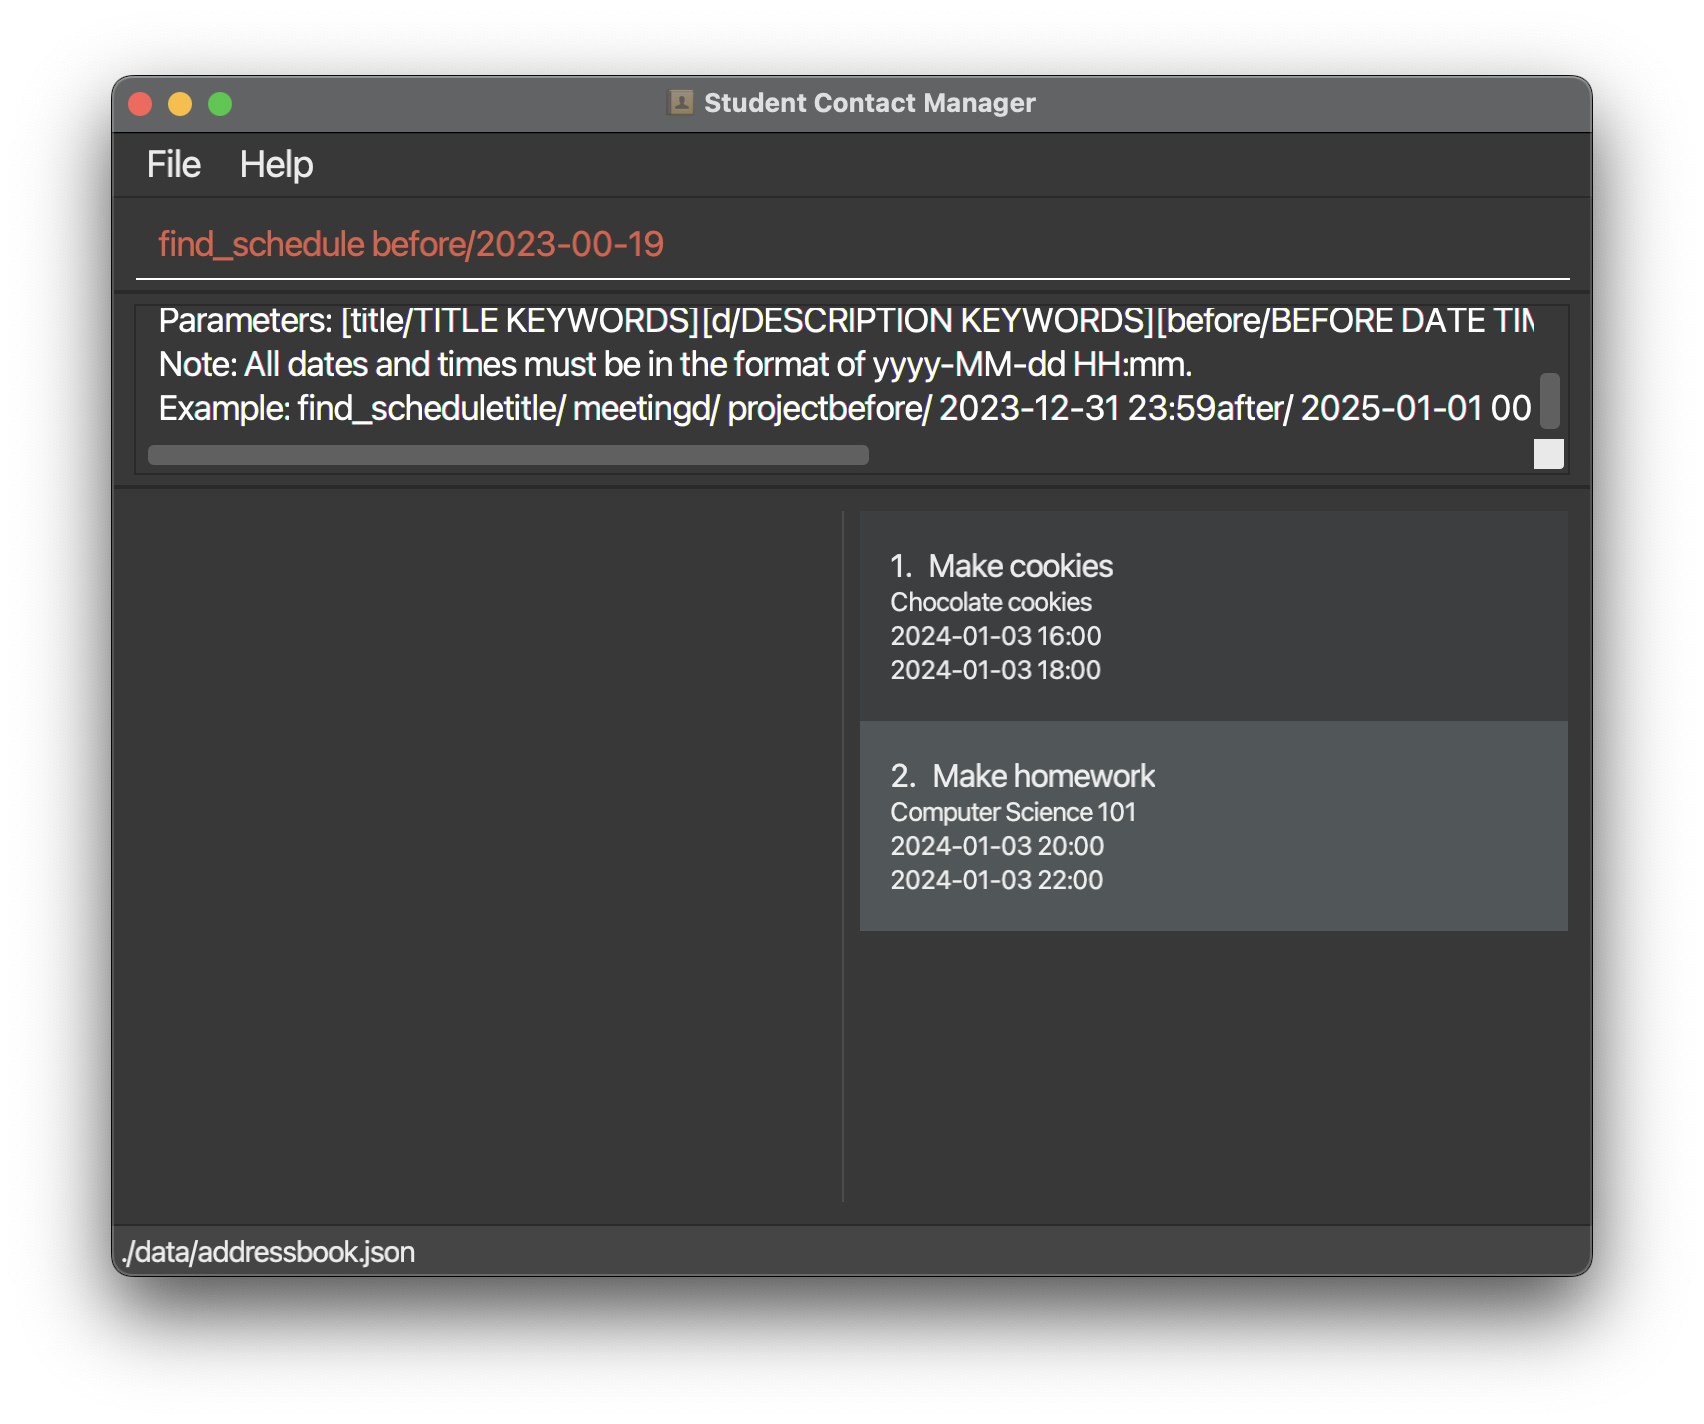 Student Contact Manager
File Help
find_schedule before/2023-00-19
Parameters: [title/TITLE KEYWORDS][d/DESCRIPTION KEYWORDS][before/BEFORE DATE
Note: All dates and times must be in the format of yyyy-MM-dd HH:mm.
Example: find_scheduletitle/ meetingd/ projectbefore/ 2023-12-31 23:59after/ 2025-01-01 00
1. Make cookies
Chocolate cookies
2024-01-03 16:00
2024-01-03 18:00
2. Make homework
Computer Science 101
2024-01-03 20:00
2024-01-03 22:00
./data/addressbook.json